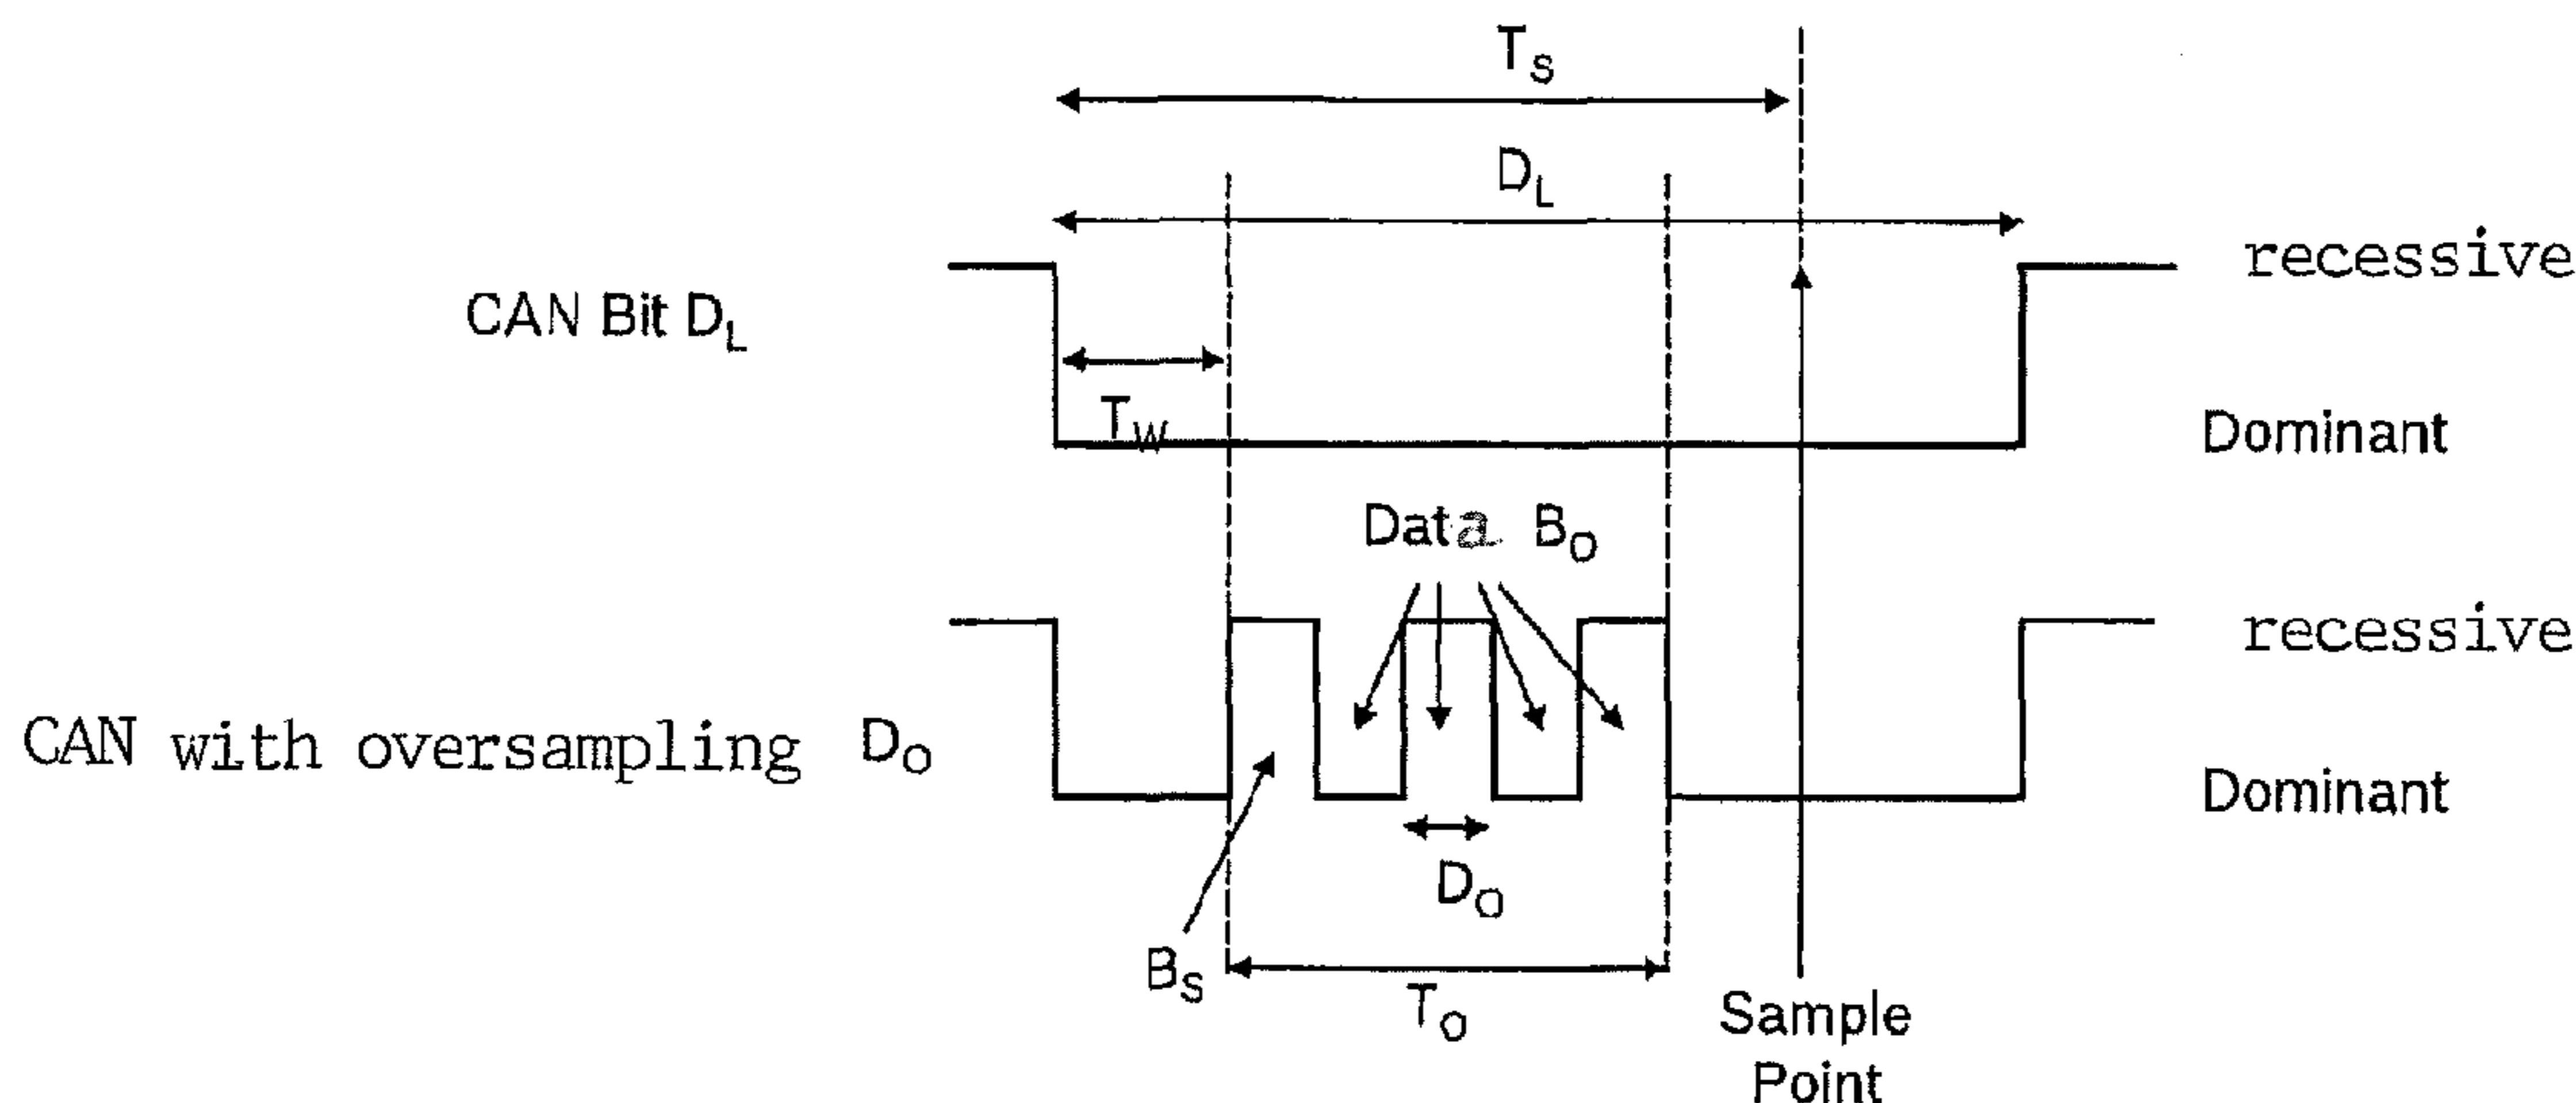 T_S
D_L
recessive
CAN Bit D_L
T_W
Dominant
Data B_O
recessive
CAN with oversampling D_O
Dominant
D_O
B_S
T_O
Sample
Point